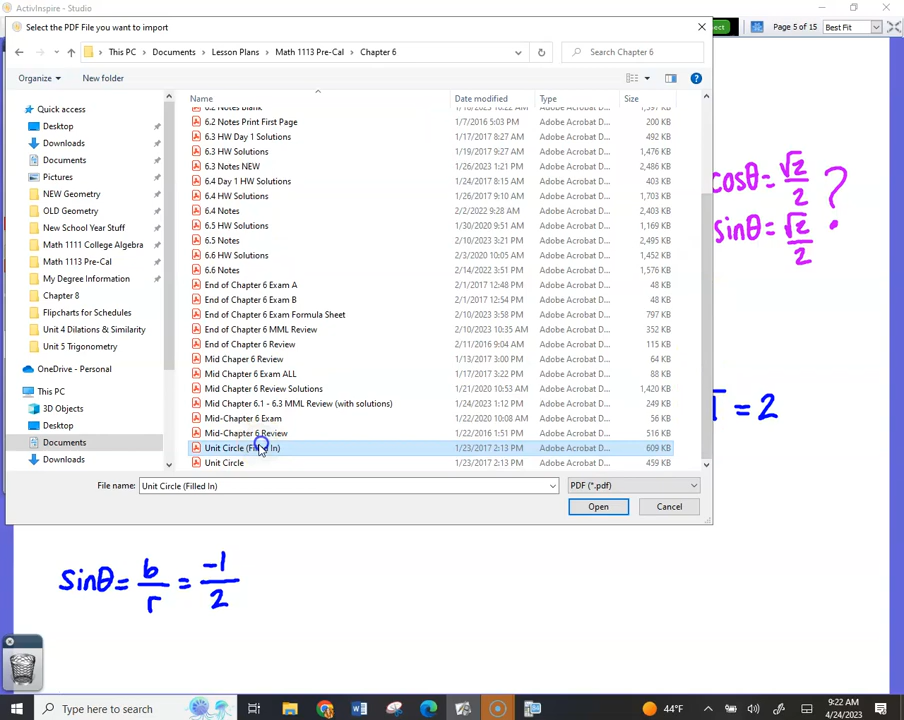 ActivInspire - Studio
Select the PDF File you want to import
This PC > Documents > Lesson Plans > Math 1113 Pre-Cal > Chapter 6
Search Chapter 6
Page 5 of 15
Best Fit
Organize
New folder
Name
Date modified
Type
Size
Quick access
Desktop
Downloads
Documents
Pictures
NEW Geometry
OLD Geometry
New School Year Stuff
Math 1111 College Algebra
Math 1113 Pre-Cal
My Degree Information
Chapter 8
Flipcharts for Schedules
Unit 4 Dilations & Similarity
Unit 5 Trigonometry
OneDrive - Personal
This PC
3D Objects
Desktop
Documents
Downloads
6.2 Notes Print First Page 1/7/2016 5:03 PM Adobe Acrobat D... 200 KB
6.3 HW Day 1 Solutions 1/17/2017 8:27 AM Adobe Acrobat D... 492 KB
6.3 HW Solutions 1/19/2017 9:27 AM Adobe Acrobat D... 1,476 KB
6.3 Notes NEW 1/26/2023 1:21 PM Adobe Acrobat D... 2,486 KB
6.4 Day 1 HW Solutions 1/24/2017 8:15 AM Adobe Acrobat D... 403 KB
6.4 HW Solutions 1/26/2017 9:10 AM Adobe Acrobat D... 1,703 KB
6.4 Notes 2/2/2022 9:28 AM Adobe Acrobat D... 2,403 KB
6.5 HW Solutions 1/30/2020 9:51 AM Adobe Acrobat D... 1,169 KB
6.5 Notes 2/10/2023 3:21 PM Adobe Acrobat D... 2,495 KB
6.6 HW Solutions 2/3/2020 10:05 AM Adobe Acrobat D... 1,452 KB
6.6 Notes 2/14/2022 3:51 PM Adobe Acrobat D... 1,576 KB
End of Chapter 6 Exam A 2/1/2017 12:48 PM Adobe Acrobat D... 48 KB
End of Chapter 6 Exam B 2/1/2017 12:54 PM Adobe Acrobat D... 48 KB
End of Chapter 6 Exam Formula Sheet 2/10/2023 3:58 PM Adobe Acrobat D... 797 KB
End of Chapter 6 MML Review 2/10/2023 10:35 AM Adobe Acrobat D... 352 KB
End of Chapter 6 Review 2/11/2016 9:04 AM Adobe Acrobat D... 115 KB
Mid Chaper 6 Review 1/13/2017 3:00 PM Adobe Acrobat D... 64 KB
Mid Chapter 6 Exam ALL 1/17/2017 3:22 PM Adobe Acrobat D... 88 KB
Mid Chapter 6 Review Solutions 1/21/2020 10:53 AM Adobe Acrobat D... 1,420 KB
Mid Chapter 6.1 - 6.3 MML Review (with solutions) 1/24/2023 1:12 PM Adobe Acrobat D... 249 KB
Mid-Chapter 6 Exam 1/22/2020 10:08 AM Adobe Acrobat D... 56 KB
Mid-Chapter 6 Review 1/22/2016 1:51 PM Adobe Acrobat D... 516 KB
Unit Circle (Filled In) 1/23/2017 2:13 PM Adobe Acrobat D... 609 KB
Unit Circle 1/23/2017 2:13 PM Adobe Acrobat D... 459 KB
File name: Unit Circle (Filled In)
PDF (*.pdf)
Open
Cancel
cosθ = √2/2 ?
sinθ = √2/2
= 2
sinθ = b/r = -1/2
Type here to search
44°F
9:22 AM
4/24/2023